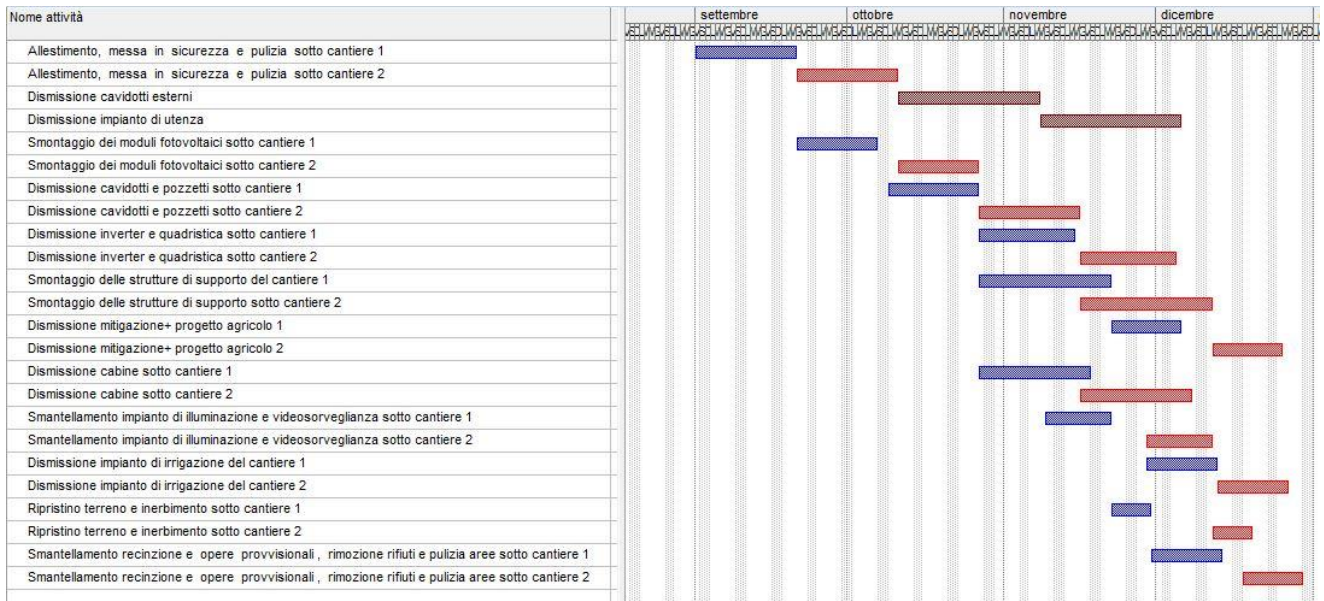 Nome attività
settembre ottobre novembre dicembre
Allestimento, messa in sicurezza e pulizia sotto cantiere 1
Allestimento, messa in sicurezza e pulizia sotto cantiere 2
Dismissione cavidotti esterni
Dismissione impianto di utenza
Smontaggio dei moduli fotovoltaici sotto cantiere 1
Smontaggio dei moduli fotovoltaici sotto cantiere 2
Dismissione cavidotti e pozzetti sotto cantiere 1
Dismissione cavidotti e pozzetti sotto cantiere 2
Dismissione inverter e quadristica sotto cantiere 1
Dismissione inverter e quadristica sotto cantiere 2
Smontaggio delle strutture di supporto del cantiere 1
Smontaggio delle strutture di supporto sotto cantiere 2
Dismissione mitigazione+ progetto agricolo 1
Dismissione mitigazione+ progetto agricolo 2
Dismissione cabine sotto cantiere 1
Dismissione cabine sotto cantiere 2
Smantellamento impianto di illuminazione e videosorveglianza sotto cantiere 1
Smantellamento impianto di illuminazione e videosorveglianza sotto cantiere 2
Dismissione impianto di irrigazione del cantiere 1
Dismissione impianto di irrigazione del cantiere 2
Ripristino terreno e inerbimento sotto cantiere 1
Ripristino terreno e inerbimento sotto cantiere 2
Smantellamento recinzione e opere provvisionali , rimozione rifiuti e pulizia aree sotto cantiere 1
Smantellamento recinzione e opere provvisionali , rimozione rifiuti e pulizia aree sotto cantiere 2